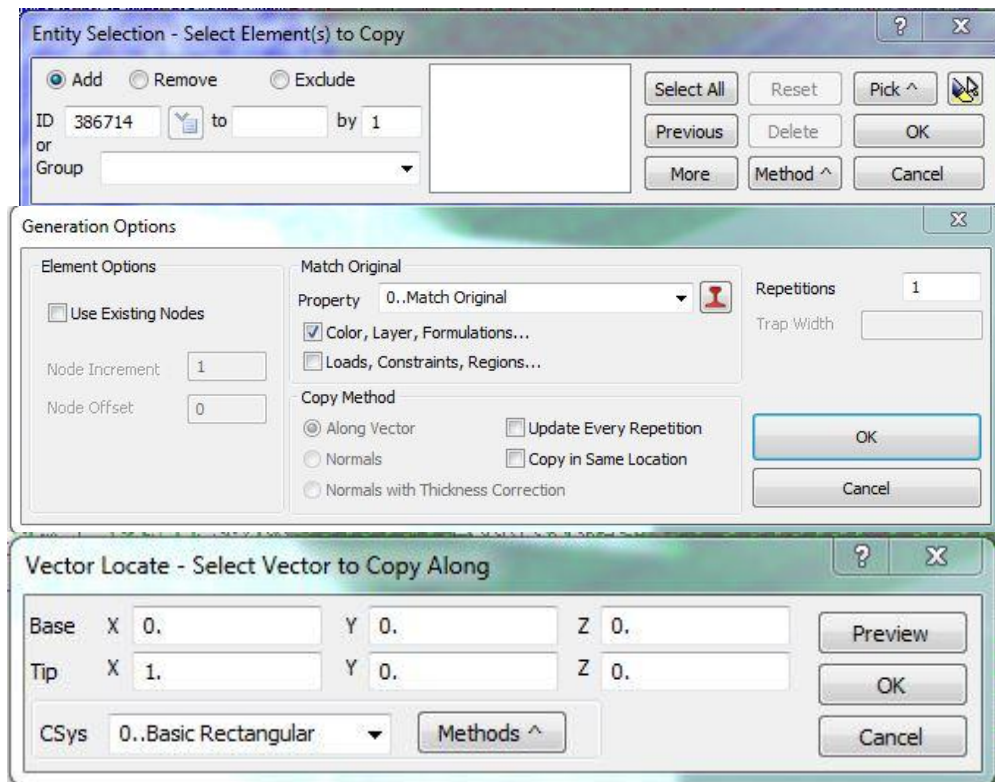 Entity Selection - Select Element(s) to Copy
Add Remove Exclude
ID 386714 to by 1
or
Group
Select All Reset Pick ^
Previous Delete OK
More Method ^ Cancel
Generation Options
Element Options
Use Existing Nodes
Node Increment 1
Node Offset 0
Match Original
Property 0..Match Original
Color, Layer, Formulations...
Loads, Constraints, Regions...
Copy Method
Along Vector Update Every Repetition
Normals Copy in Same Location
Normals with Thickness Correction
Repetitions 1
Trap Width
OK
Cancel
Vector Locate - Select Vector to Copy Along
Base X 0. Y 0. Z 0.
Tip X 1. Y 0. Z 0.
CSys 0..Basic Rectangular Methods ^
Preview
OK
Cancel